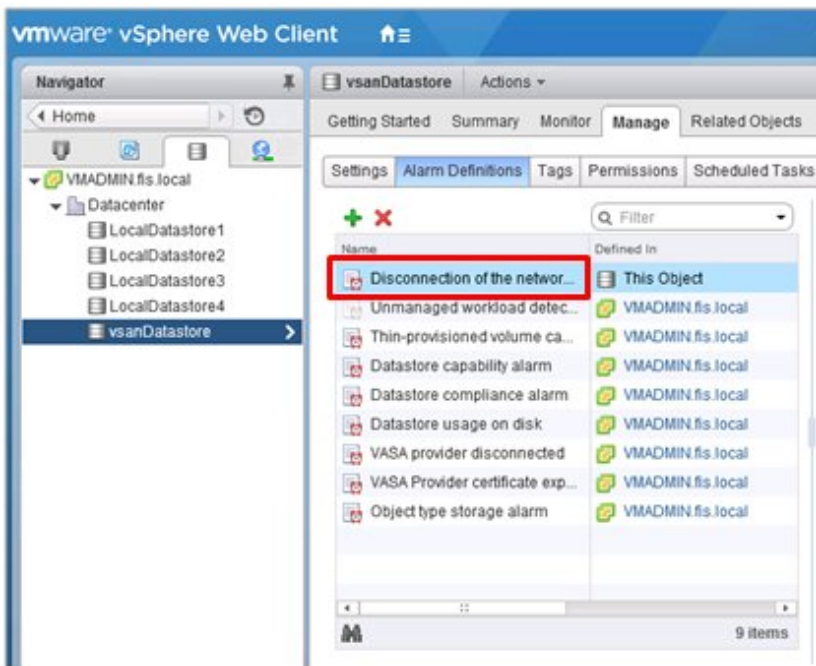 vmware® vSphere Web Client
Navigator
Home
VMADMIN.fis.local
Datacenter
LocalDatastore1
LocalDatastore2
LocalDatastore3
LocalDatastore4
vsanDatastore
vsanDatastore Actions
Getting Started Summary Monitor Manage Related Objects
Settings Alarm Definitions Tags Permissions Scheduled Tasks
Filter
Name Defined In
Disconnection of the networ... This Object
Unmanaged workload detec... VMADMIN.fis.local
Thin-provisioned volume ca... VMADMIN.fis.local
Datastore capability alarm VMADMIN.fis.local
Datastore compliance alarm VMADMIN.fis.local
Datastore usage on disk VMADMIN.fis.local
VASA provider disconnected VMADMIN.fis.local
VASA Provider certificate exp... VMADMIN.fis.local
Object type storage alarm VMADMIN.fis.local
9 items